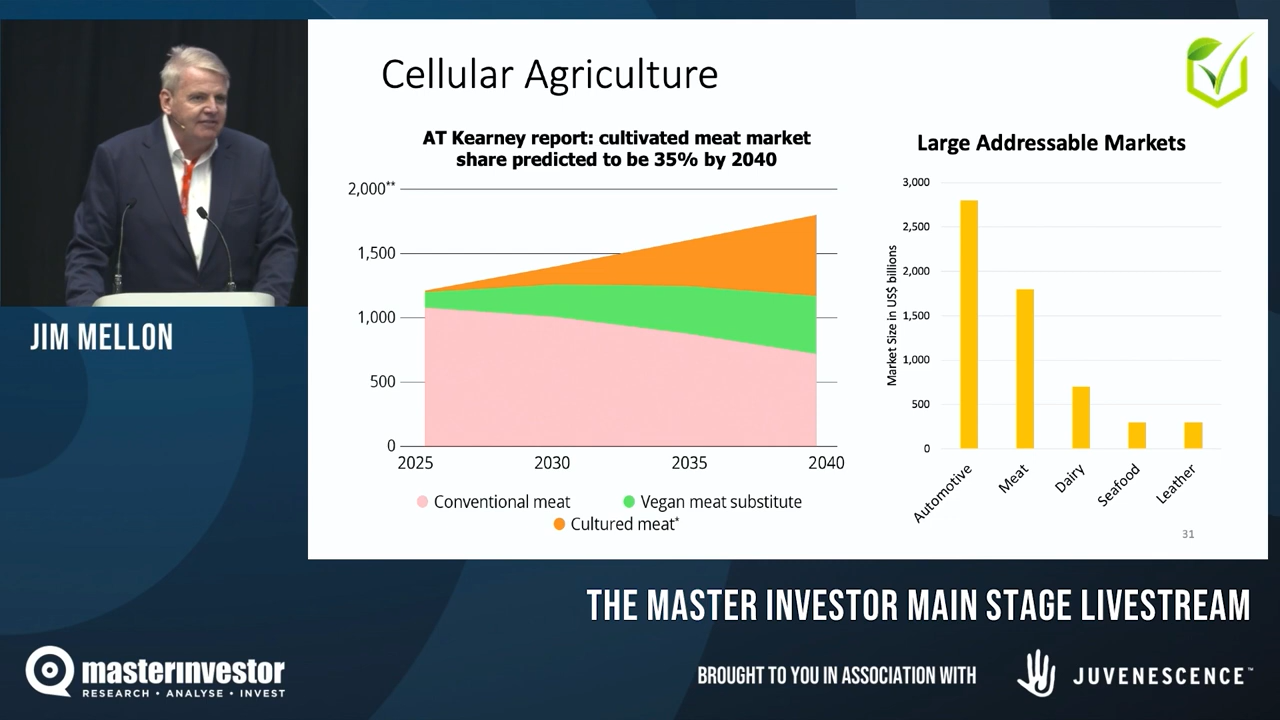 Cellular Agriculture
AT Kearney report: cultivated meat market
share predicted to be 35% by 2040
2,000**
1,500
1,000
500
0
2025 2030 2035 2040
Conventional meat Vegan meat substitute
Cultured meat*
Large Addressable Markets
Market Size in US$ billions
3,000
2,500
2,000
1,500
1,000
500
0
Automotive Meat Dairy Seafood Leather
31
JIM MELLON
THE MASTER INVESTOR MAIN STAGE LIVESTREAM
masterinvestor
RESEARCH • ANALYSE • INVEST
BROUGHT TO YOU IN ASSOCIATION WITH
JUVENESCENCE™